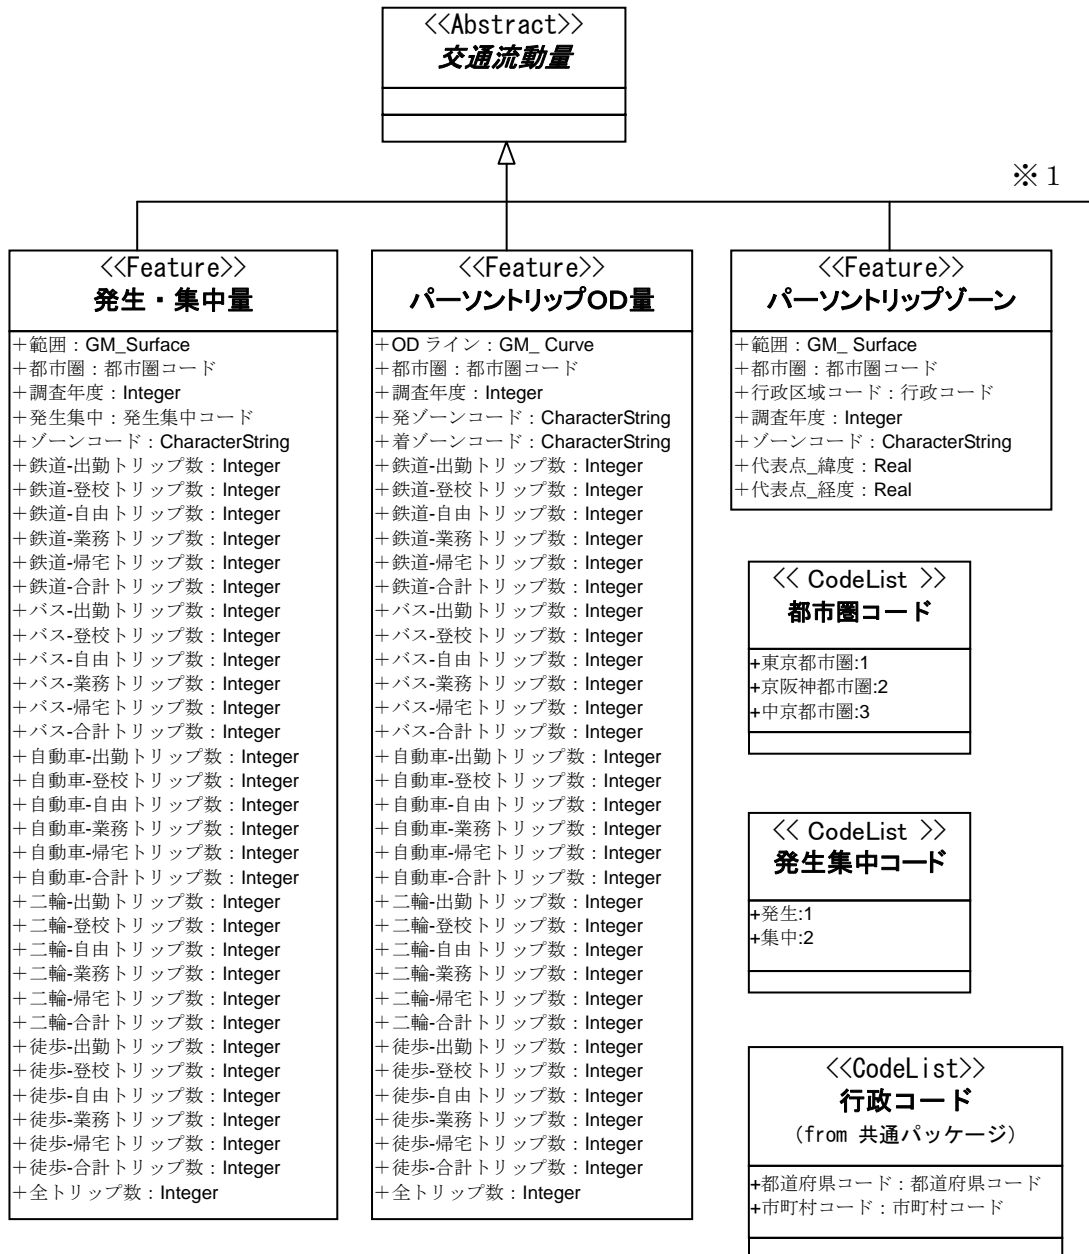 <<Abstract>>
交通流動量
※1
<<Feature>>
発生・集中量
+範囲:GM_Surface
+都市圏:都市圏コード
+調査年度:Integer
+発生集中:発生集中コード
+ゾーンコード:CharacterString
+鉄道-出勤トリップ数:Integer
+鉄道-登校トリップ数:Integer
+鉄道-自由トリップ数:Integer
+鉄道-業務トリップ数:Integer
+鉄道-帰宅トリップ数:Integer
+鉄道-合計トリップ数:Integer
+バス-出勤トリップ数:Integer
+バス-登校トリップ数:Integer
+バス-自由トリップ数:Integer
+バス-業務トリップ数:Integer
+バス-帰宅トリップ数:Integer
+バス-合計トリップ数:Integer
+自動車-出勤トリップ数:Integer
+自動車-登校トリップ数:Integer
+自動車-自由トリップ数:Integer
+自動車-業務トリップ数:Integer
+自動車-帰宅トリップ数:Integer
+自動車-合計トリップ数:Integer
+二輪-出勤トリップ数:Integer
+二輪-登校トリップ数:Integer
+二輪-自由トリップ数:Integer
+二輪-業務トリップ数:Integer
+二輪-帰宅トリップ数:Integer
+二輪-合計トリップ数:Integer
+徒歩-出勤トリップ数:Integer
+徒歩-登校トリップ数:Integer
+徒歩-自由トリップ数:Integer
+徒歩-業務トリップ数:Integer
+徒歩-帰宅トリップ数:Integer
+徒歩-合計トリップ数:Integer
+全トリップ数:Integer
<<Feature>>
パーソントリップOD量
+OD ライン:GM_ Curve
+都市圏:都市圏コード
+調査年度:Integer
+発ゾーンコード:CharacterString
+着ゾーンコード:CharacterString
+鉄道-出勤トリップ数:Integer
+鉄道-登校トリップ数:Integer
+鉄道-自由トリップ数:Integer
+鉄道-業務トリップ数:Integer
+鉄道-帰宅トリップ数:Integer
+鉄道-合計トリップ数:Integer
+バス-出勤トリップ数:Integer
+バス-登校トリップ数:Integer
+バス-自由トリップ数:Integer
+バス-業務トリップ数:Integer
+バス-帰宅トリップ数:Integer
+バス-合計トリップ数:Integer
+自動車-出勤トリップ数:Integer
+自動車-登校トリップ数:Integer
+自動車-自由トリップ数:Integer
+自動車-業務トリップ数:Integer
+自動車-帰宅トリップ数:Integer
+自動車-合計トリップ数:Integer
+二輪-出勤トリップ数:Integer
+二輪-登校トリップ数:Integer
+二輪-自由トリップ数:Integer
+二輪-業務トリップ数:Integer
+二輪-帰宅トリップ数:Integer
+二輪-合計トリップ数:Integer
+徒歩-出勤トリップ数:Integer
+徒歩-登校トリップ数:Integer
+徒歩-自由トリップ数:Integer
+徒歩-業務トリップ数:Integer
+徒歩-帰宅トリップ数:Integer
+徒歩-合計トリップ数:Integer
+全トリップ数:Integer
<<Feature>>
パーソントリップゾーン
+範囲:GM_ Surface
+都市圏:都市圏コード
+行政区域コード:行政コード
+調査年度:Integer
+ゾーンコード:CharacterString
+代表点_緯度:Real
+代表点_経度:Real
<< CodeList >>
都市圏コード
+東京都市圏:1
+京阪神都市圏:2
+中京都市圏:3
<< CodeList >>
発生集中コード
+発生:1
+集中:2
<<CodeList>>
行政コード
(from 共通パッケージ)
+都道府県コード:都道府県コード
+市町村コード:市町村コード